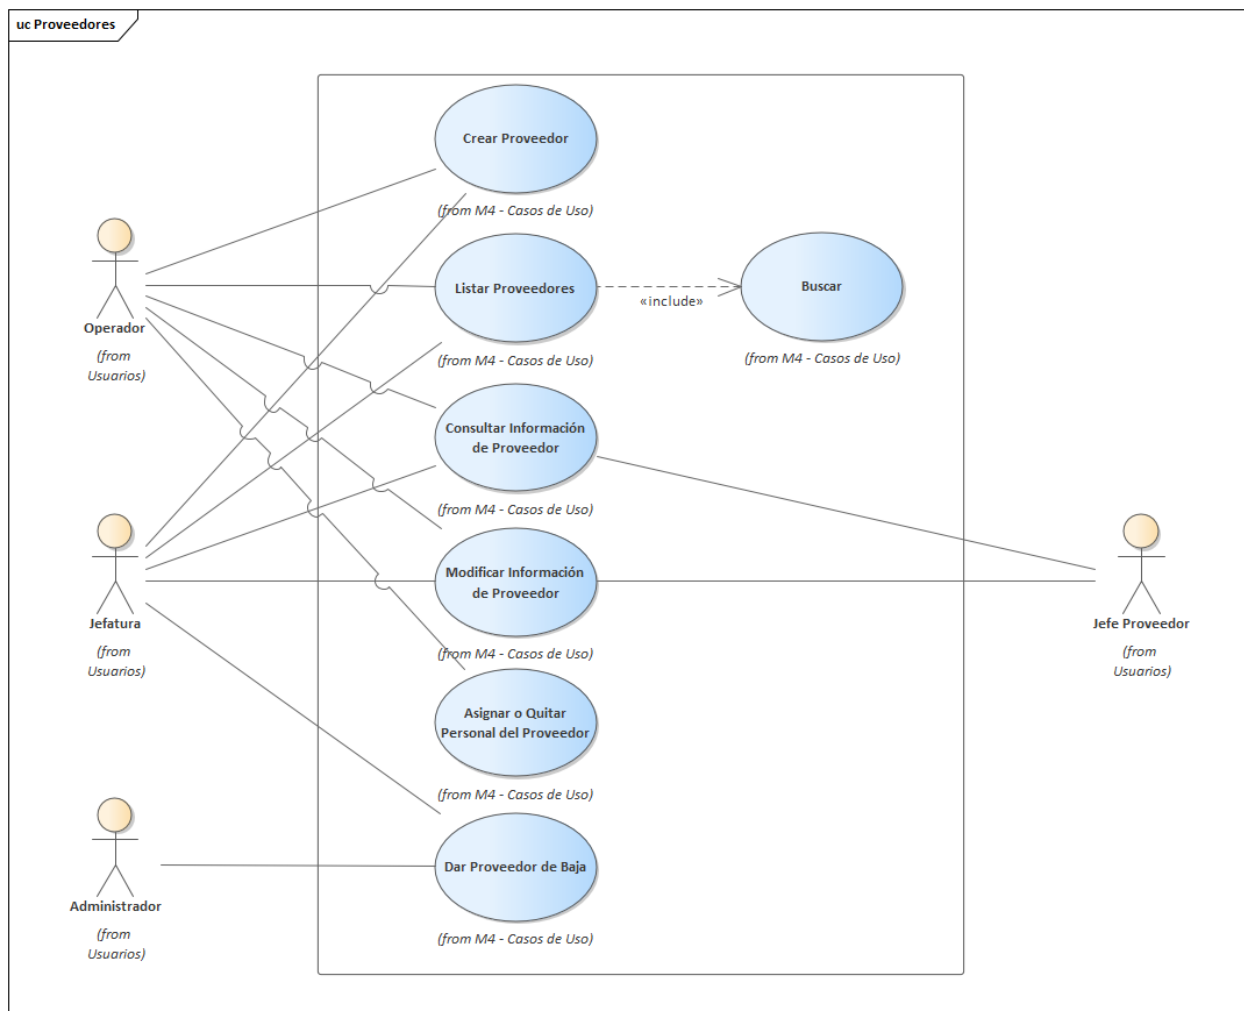 uc Proveedores
Crear Proveedor
(from M4 - Casos de Uso)
Operador
(from
Usuarios)
Listar Proveedores
(from M4 - Casos de Uso)
«include»
Buscar
(from M4 - Casos de Uso)
Consultar Información
de Proveedor
(from M4 - Casos de Uso)
Jefatura
(from
Usuarios)
Modificar Información
de Proveedor
(from M4 - Casos de Uso)
Jefe Proveedor
(from
Usuarios)
Asignar o Quitar
Personal del Proveedor
(from M4 - Casos de Uso)
Administrador
(from
Usuarios)
Dar Proveedor de Baja
(from M4 - Casos de Uso)